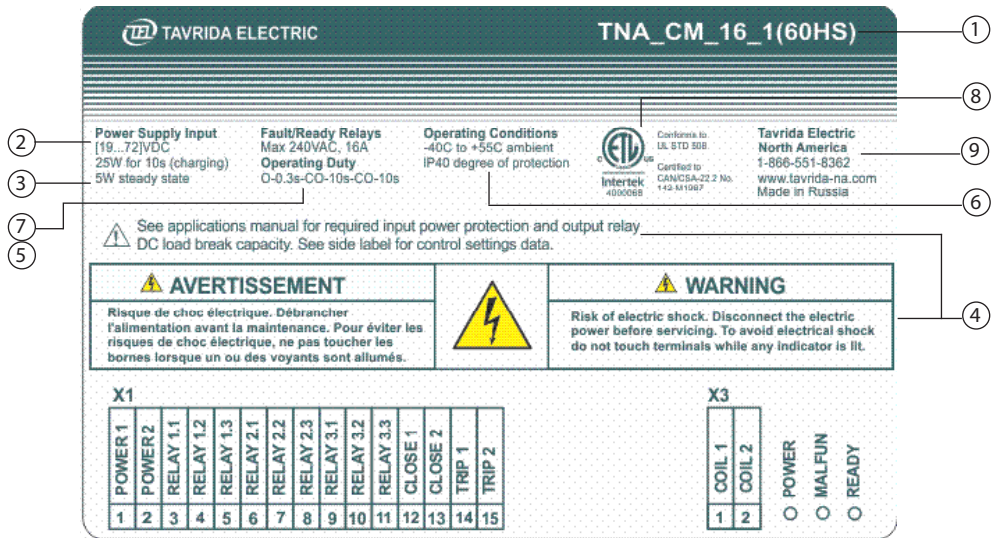 TEL TAVRIDA ELECTRIC
TNA_CM_16_1(60HS)
1
8
2
3
7
5
9
6
4
Power Supply Input
[19...72]VDC
25W for 10s (charging)
5W steady state
Fault/Ready Relays
Max 240VAC, 16A
Operating Duty
O-0.3s-CO-10s-CO-10s
Operating Conditions
-40C to +55C ambient
IP40 degree of protection
C ETL US
Intertek
4000068
Conforms to
UL STD 508
Certified to
CAN/CSA-22.2 No.
142-M1987
Tavrida Electric
North America
1-866-551-8362
www.tavrida-na.com
Made in Russia
See applications manual for required input power protection and output relay
DC load break capacity. See side label for control settings data.
AVERTISSEMENT
Risque de choc électrique. Débrancher
l'alimentation avant la maintenance. Pour éviter les
risques de choc électrique, ne pas toucher les
bornes lorsque un ou des voyants sont allumés.
WARNING
Risk of electric shock. Disconnect the electric
power before servicing. To avoid electrical shock
do not touch terminals while any indicator is lit.
X1
POWER 1
POWER 2
RELAY 1.1
RELAY 1.2
RELAY 1.3
RELAY 2.1
RELAY 2.2
RELAY 2.3
RELAY 3.1
RELAY 3.2
RELAY 3.3
CLOSE 1
CLOSE 2
TRIP 1
TRIP 2
1 2 3 4 5 6 7 8 9 10 11 12 13 14 15
X3
COIL 1
COIL 2
1 2
POWER
MALFUN
READY